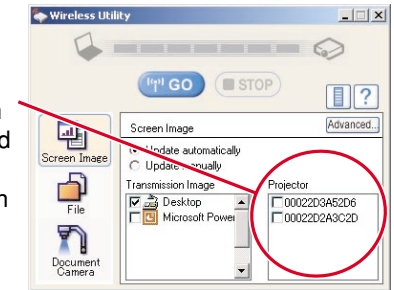 Wireless Utility
GO STOP
?
Screen Image
Advanced..
Update automatically
Update manually
Transmission Image Projector
Desktop
Microsoft Power
00022D3A52D6
00022D2A3C2D
Screen Image
File
Document
Camera
n
d
n